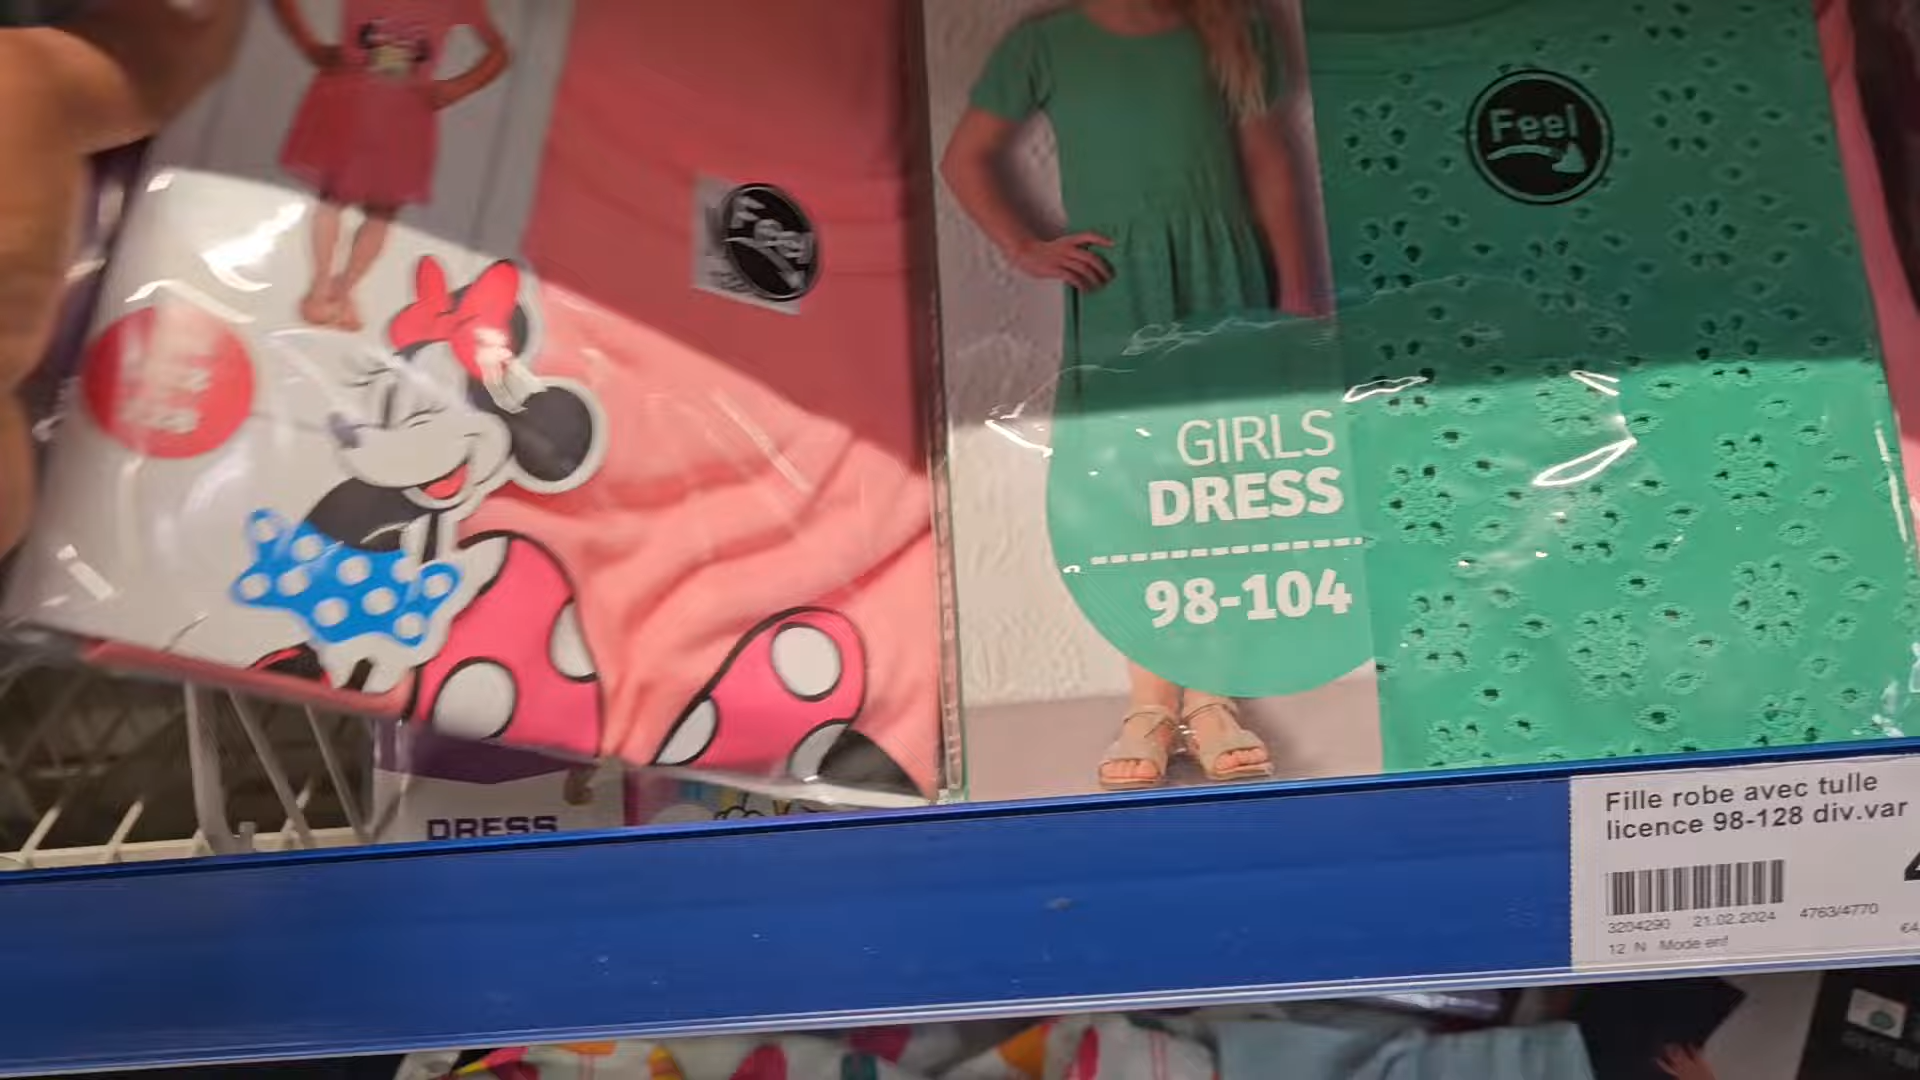 Feel
Feel
GIRLS
DRESS
98-104
DRESS
Fille robe avec tulle
licence 98-128 div.var
3204290 21.02.2024 4763/4770
12 N Mode enf